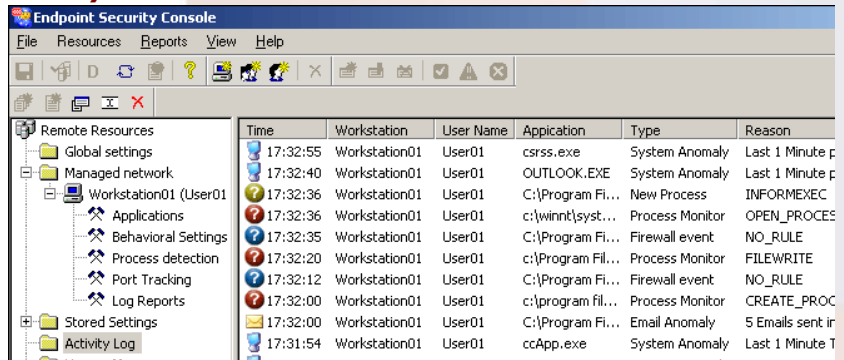 Endpoint Security Console
File Resources Reports View Help
D ?
Remote Resources
Global settings
Managed network
Workstation01 (User01
Applications
Behavioral Settings
Process detection
Port Tracking
Log Reports
Stored Settings
Activity Log
Time Workstation User Name Appication Type Reason
17:32:55 Workstation01 User01 csrss.exe System Anomaly Last 1 Minute p
17:32:40 Workstation01 User01 OUTLOOK.EXE System Anomaly Last 1 Minute p
17:32:36 Workstation01 User01 C:\Program Fi... New Process INFORMEXEC
17:32:36 Workstation01 User01 c:\winnt\syst... Process Monitor OPEN_PROCES
17:32:35 Workstation01 User01 C:\Program Fi... Firewall event NO_RULE
17:32:20 Workstation01 User01 C:\Program Fi... Process Monitor FILEWRITE
17:32:12 Workstation01 User01 C:\Program Fi... Firewall event NO_RULE
17:32:00 Workstation01 User01 c:\program fil... Process Monitor CREATE_PROC
17:32:00 Workstation01 User01 C:\Program Fi... Email Anomaly 5 Emails sent in
17:31:54 Workstation01 User01 ccApp.exe System Anomaly Last 1 Minute T